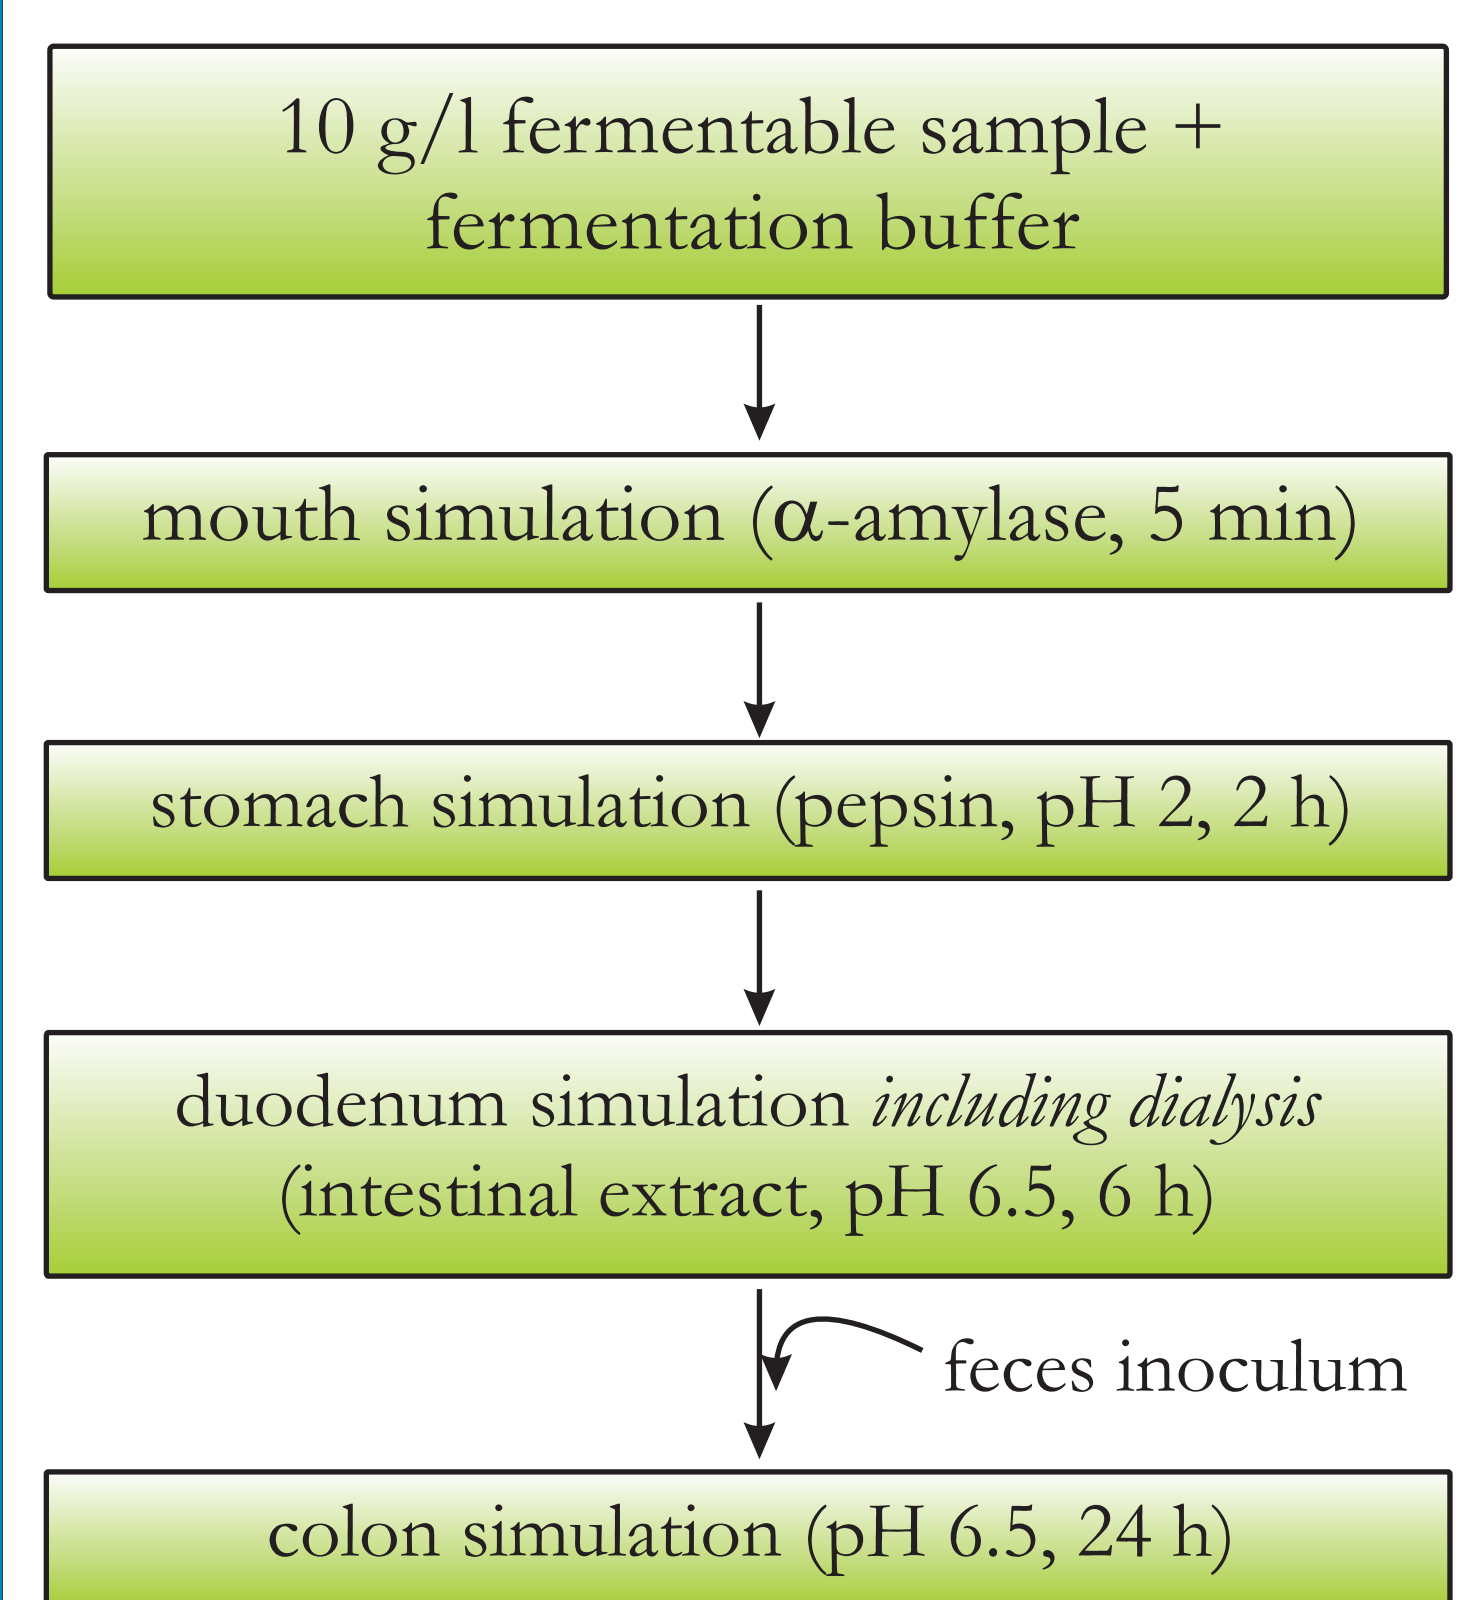 10 g/l fermentable sample +
fermentation buffer
mouth simulation (α-amylase, 5 min)
stomach simulation (pepsin, pH 2, 2 h)
duodenum simulation including dialysis
(intestinal extract, pH 6.5, 6 h)
feces inoculum
colon simulation (pH 6.5, 24 h)